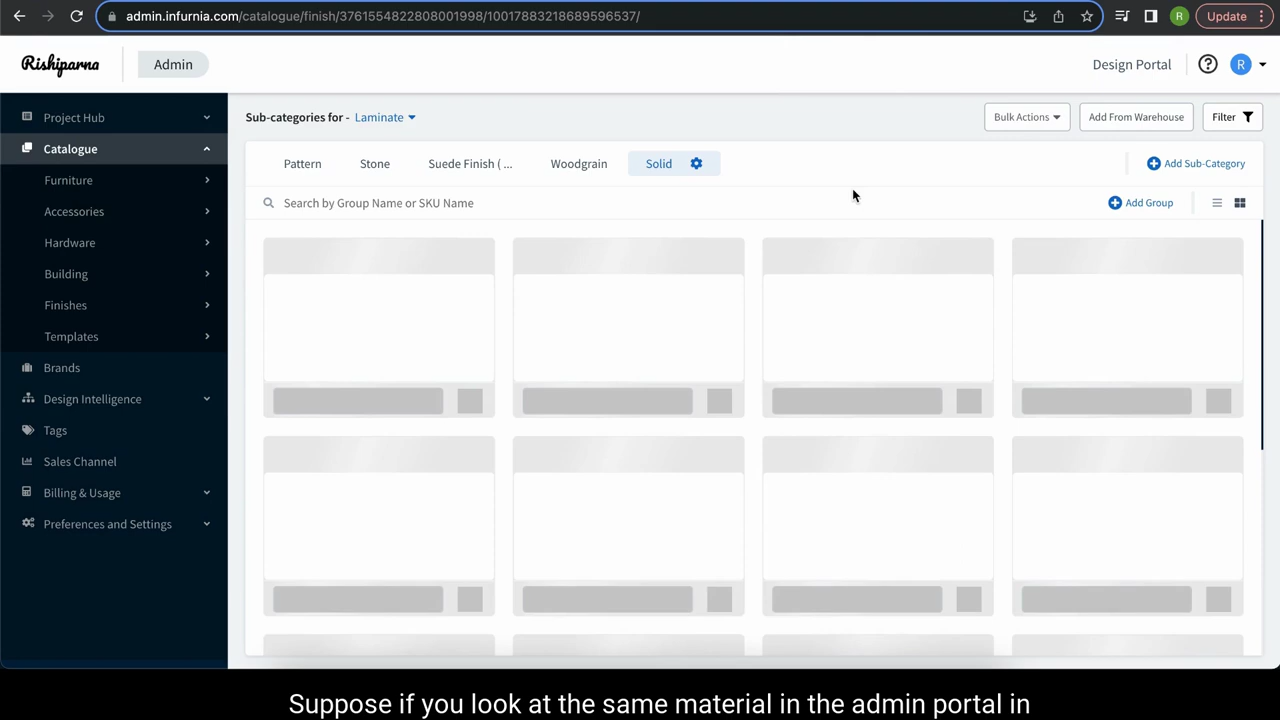 admin.infurnia.com/catalogue/finish/3761554822808001998/10017883218689596537/
R
Update
Rishiparna
Admin
Design Portal
R
Project Hub
Catalogue
Furniture
Accessories
Hardware
Building
Finishes
Templates
Brands
Design Intelligence
Tags
Sales Channel
Billing & Usage
Preferences and Settings
Sub-categories for - Laminate
Bulk Actions
Add From Warehouse
Filter
Pattern
Stone
Suede Finish ( ...
Woodgrain
Solid
Add Sub-Category
Search by Group Name or SKU Name
Add Group
Suppose if you look at the same material in the admin portal in